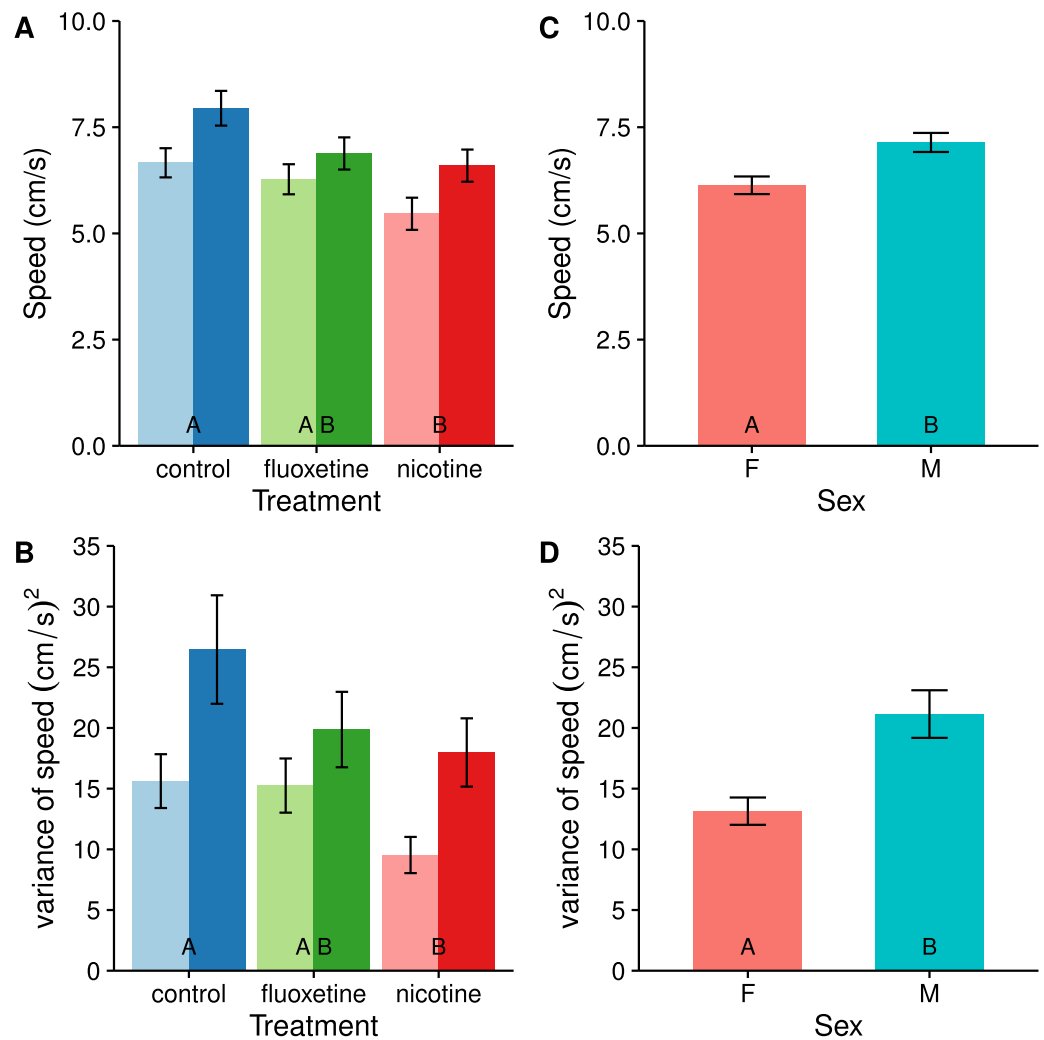 A
10.0
7.5
5.0
2.5
0.0
Speed (cm/s)
A
A B
B
control
fluoxetine
nicotine
Treatment
C
10.0
7.5
5.0
2.5
0.0
Speed (cm/s)
A
B
F
M
Sex
B
35
30
25
20
15
10
5
0
variance of speed (cm/s)²
A
A B
B
control
fluoxetine
nicotine
Treatment
D
35
30
25
20
15
10
5
0
variance of speed (cm/s)²
A
B
F
M
Sex